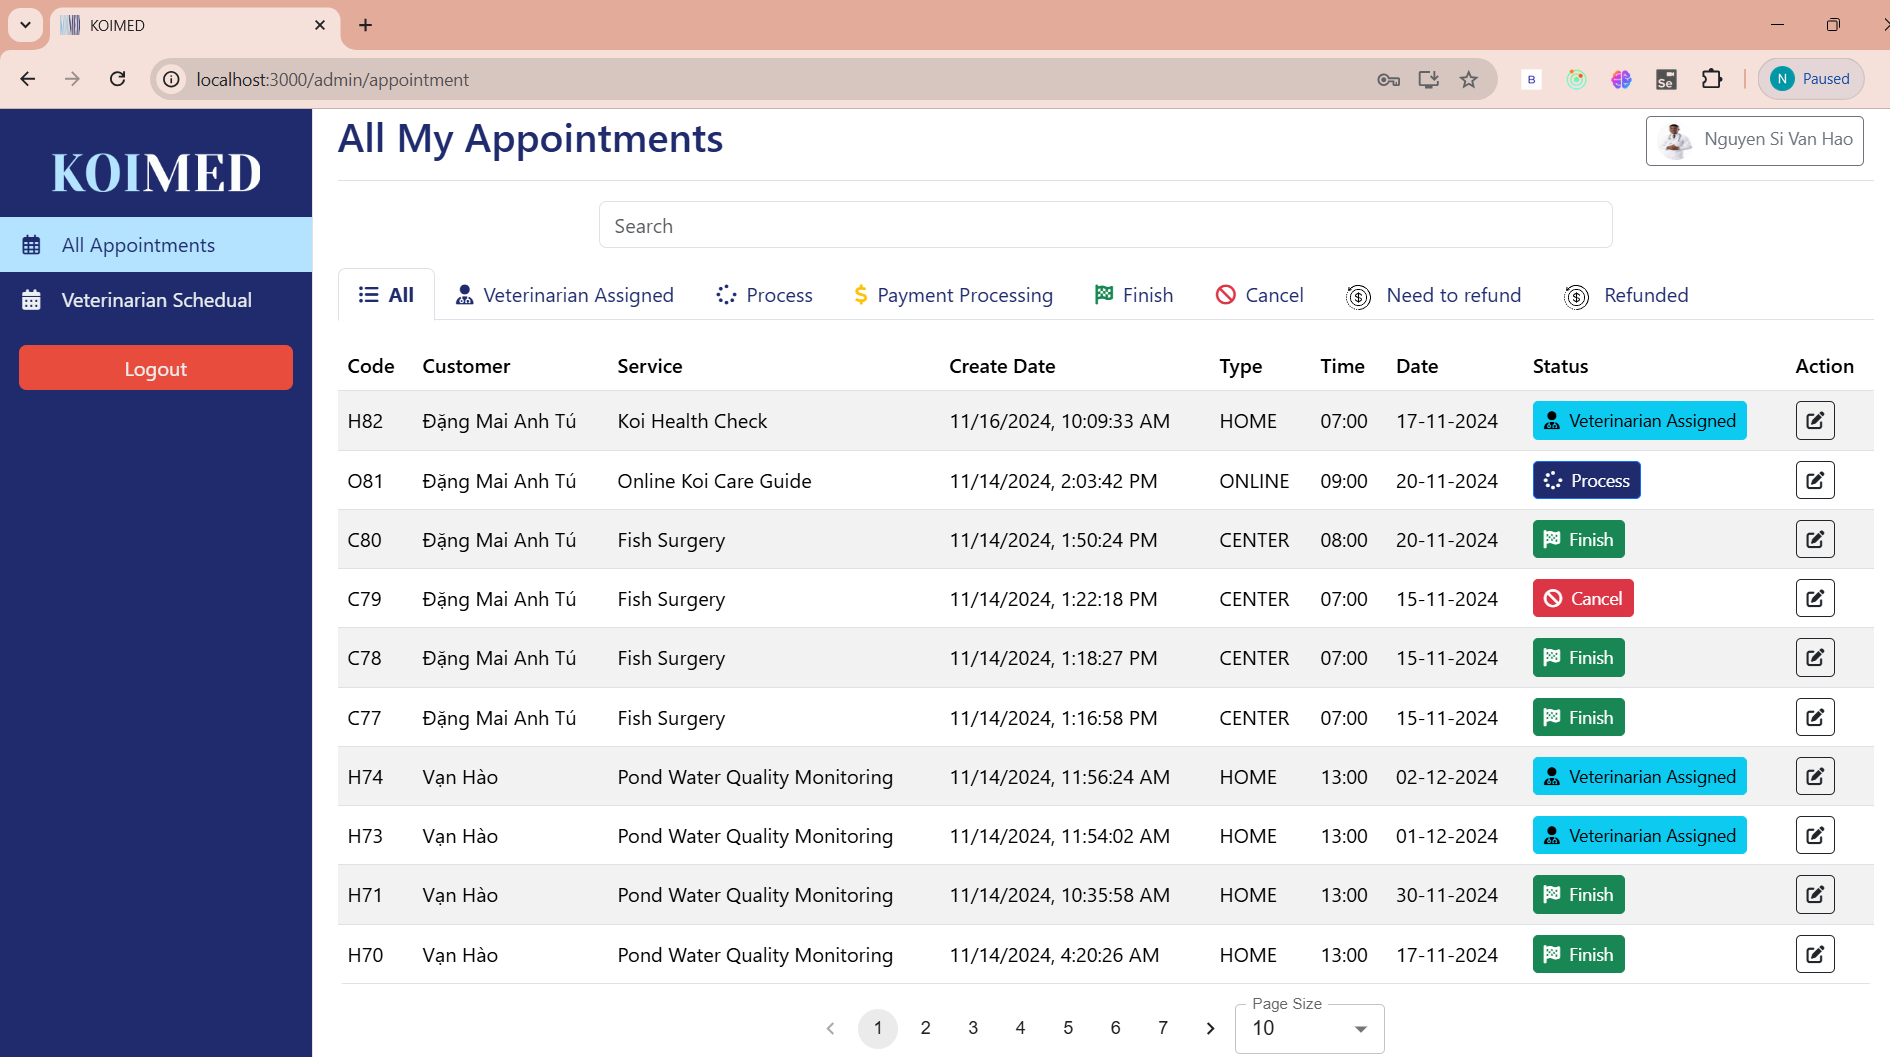 KOIMED
localhost:3000/admin/appointment
B
Se
N Paused
KOIMED
All Appointments
Veterinarian Schedual
Logout
All My Appointments
Nguyen Si Van Hao
Search
All Veterinarian Assigned Process Payment Processing Finish Cancel Need to refund Refunded
Code Customer Service Create Date Type Time Date Status Action
H82 Đặng Mai Anh Tú Koi Health Check 11/16/2024, 10:09:33 AM HOME 07:00 17-11-2024 Veterinarian Assigned
O81 Đặng Mai Anh Tú Online Koi Care Guide 11/14/2024, 2:03:42 PM ONLINE 09:00 20-11-2024 Process
C80 Đặng Mai Anh Tú Fish Surgery 11/14/2024, 1:50:24 PM CENTER 08:00 20-11-2024 Finish
C79 Đặng Mai Anh Tú Fish Surgery 11/14/2024, 1:22:18 PM CENTER 07:00 15-11-2024 Cancel
C78 Đặng Mai Anh Tú Fish Surgery 11/14/2024, 1:18:27 PM CENTER 07:00 15-11-2024 Finish
C77 Đặng Mai Anh Tú Fish Surgery 11/14/2024, 1:16:58 PM CENTER 07:00 15-11-2024 Finish
H74 Vạn Hào Pond Water Quality Monitoring 11/14/2024, 11:56:24 AM HOME 13:00 02-12-2024 Veterinarian Assigned
H73 Vạn Hào Pond Water Quality Monitoring 11/14/2024, 11:54:02 AM HOME 13:00 01-12-2024 Veterinarian Assigned
H71 Vạn Hào Pond Water Quality Monitoring 11/14/2024, 10:35:58 AM HOME 13:00 30-11-2024 Finish
H70 Vạn Hào Pond Water Quality Monitoring 11/14/2024, 4:20:26 AM HOME 13:00 17-11-2024 Finish
Page Size
1 2 3 4 5 6 7 10